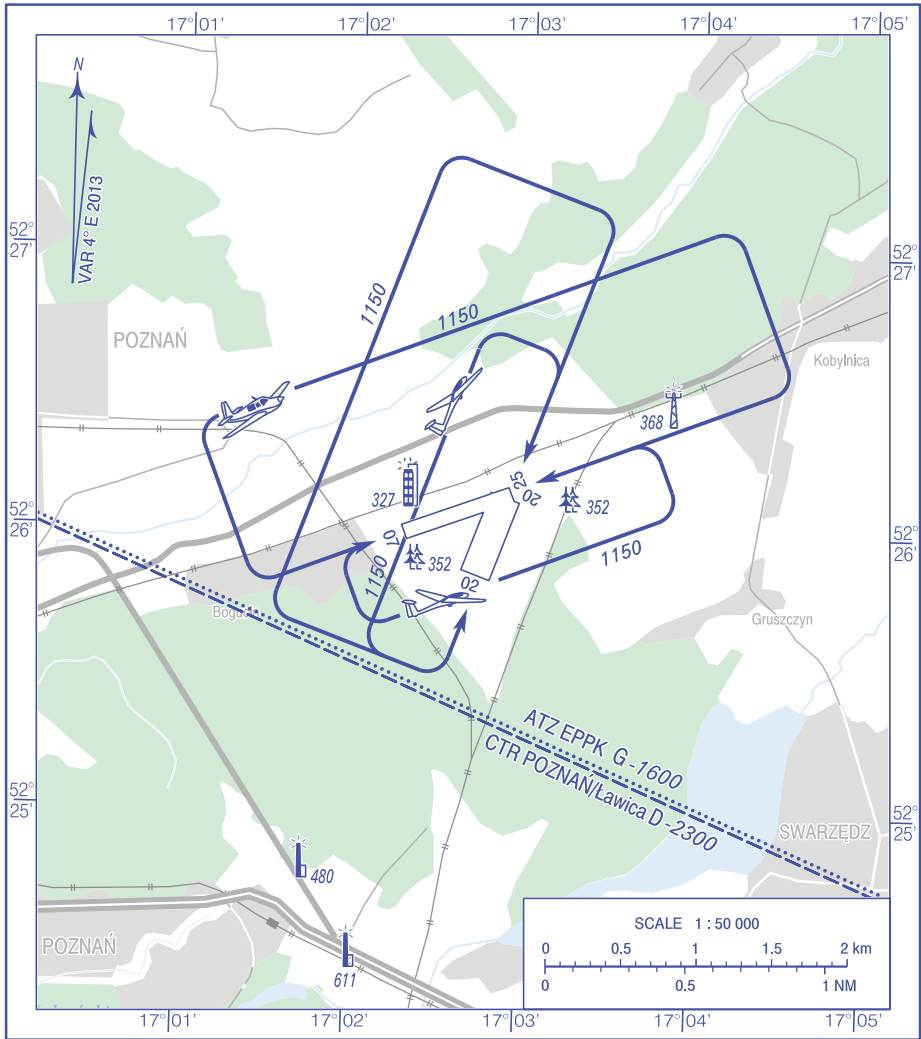 17°01' 17°02' 17°03' 17°04' 17°05'
N
VAR 4° E 2013
52°
27'
52°
27'
1150
1150
POZNAŃ
Kobylnica
368
327
20 25
352
52°
26'
52°
26'
07
352
1150
1150
02
Gruszczyn
ATZ EPPK G-1600
CTR POZNAŃ/Ławica D-2300
52°
25'
52°
25'
SWARZĘDZ
480
POZNAŃ
611
SCALE 1 : 50 000
0 0.5 1 1.5 2 km
0 0.5 1 NM
17°01' 17°02' 17°03' 17°04' 17°05'